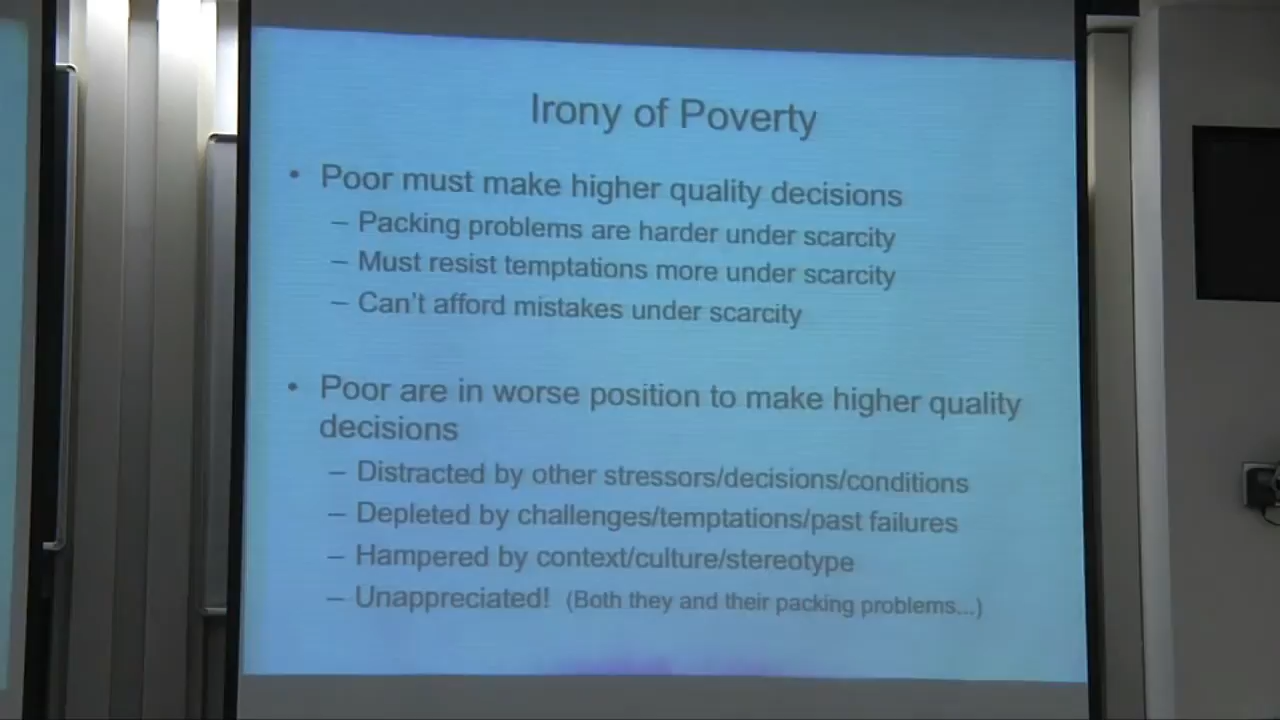 Irony of Poverty
• Poor must make higher quality decisions
– Packing problems are harder under scarcity
– Must resist temptations more under scarcity
– Can't afford mistakes under scarcity
• Poor are in worse position to make higher quality
decisions
– Distracted by other stressors/decisions/conditions
– Depleted by challenges/temptations/past failures
– Hampered by context/culture/stereotype
– Unappreciated! (Both they and their packing problems...)